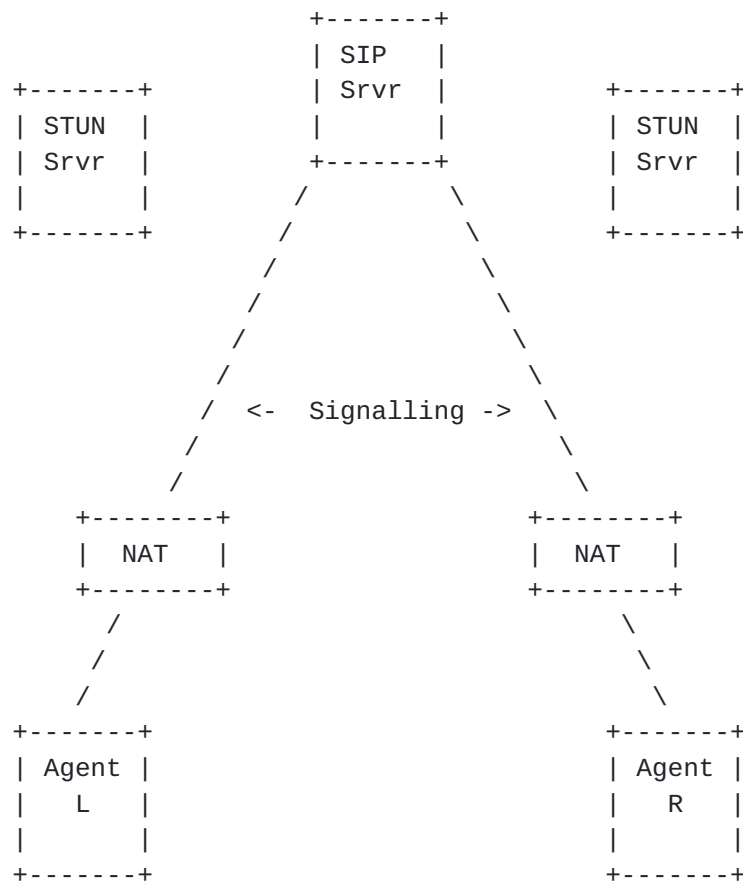 SIP
Srvr
STUN
Srvr
STUN
Srvr
<- Signalling ->
NAT
NAT
Agent
L
Agent
R